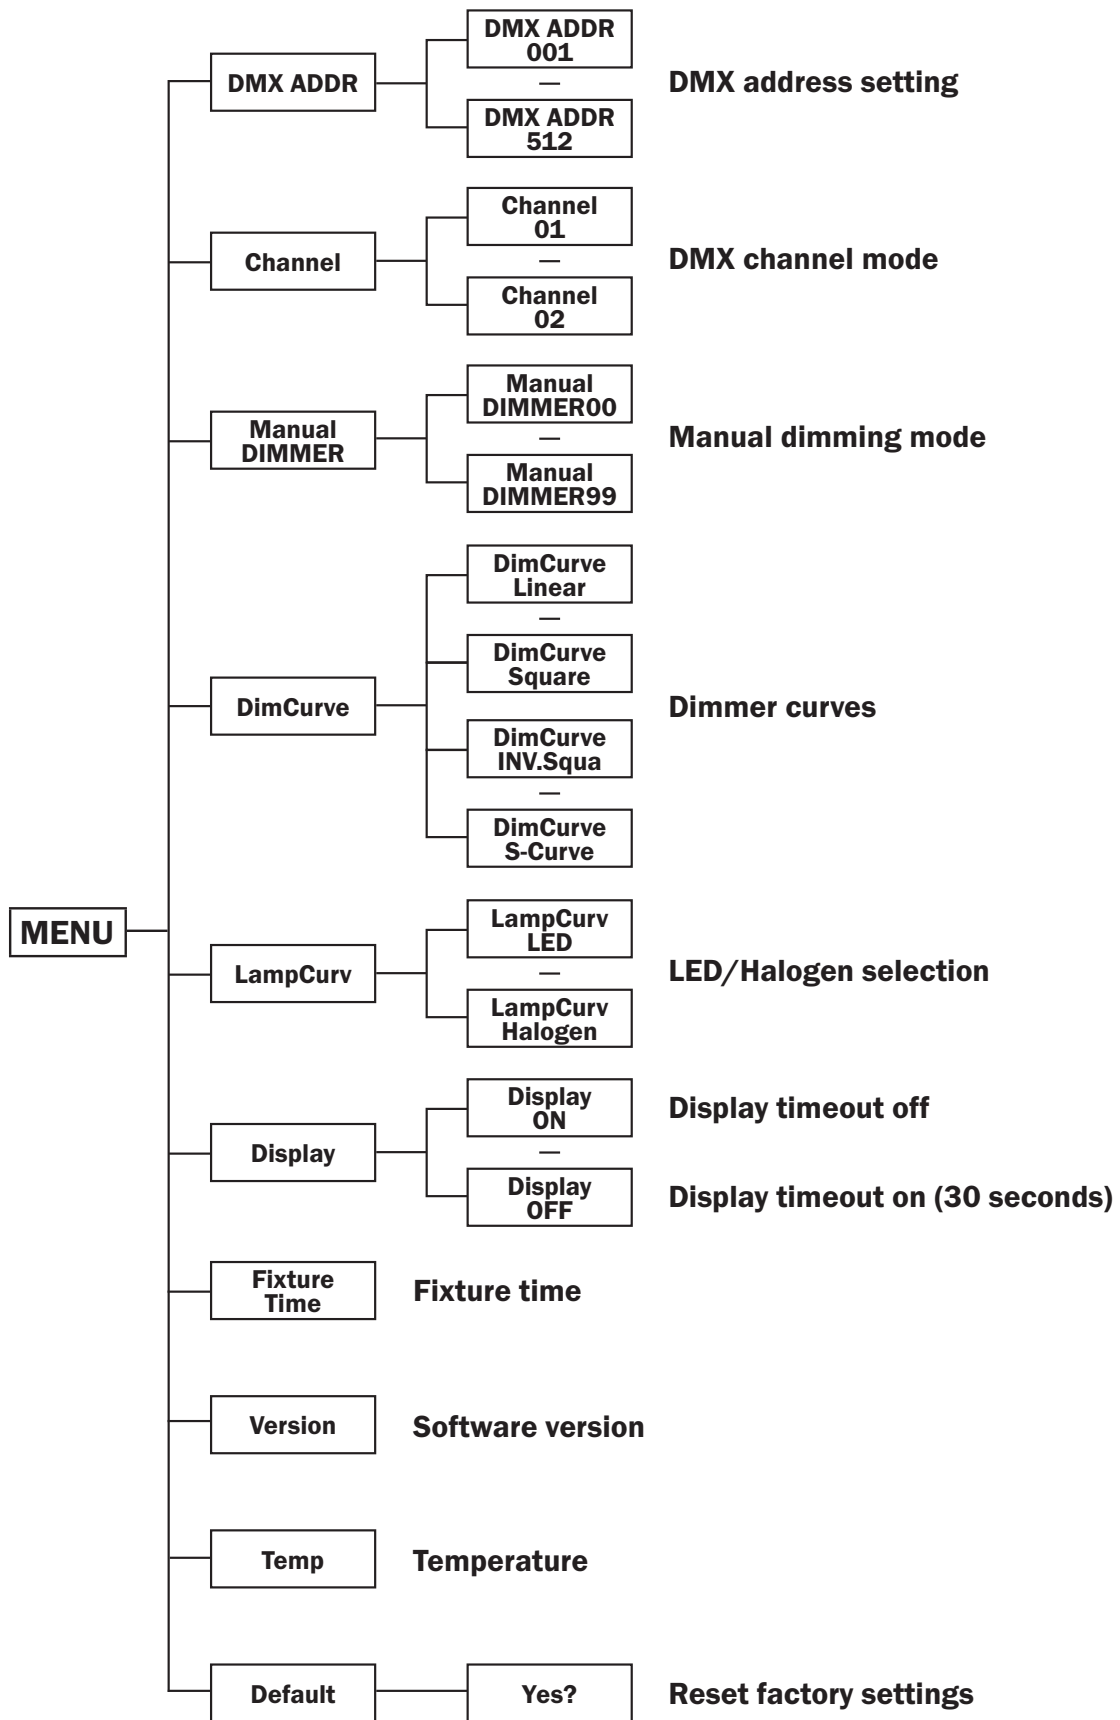 DMX ADDR
DMX ADDR
001
—
DMX ADDR
512
DMX address setting
Channel
Channel
01
—
Channel
02
DMX channel mode
Manual
DIMMER
Manual
DIMMER00
—
Manual
DIMMER99
Manual dimming mode
DimCurve
DimCurve
Linear
—
DimCurve
Square
DimCurve
INV.Squa
—
DimCurve
S-Curve
Dimmer curves
MENU
LampCurv
LampCurv
LED
—
LampCurv
Halogen
LED/Halogen selection
Display
Display
ON
Display timeout off
—
Display
OFF
Display timeout on (30 seconds)
Fixture
Time
Fixture time
Version
Software version
Temp
Temperature
Default
Yes?
Reset factory settings